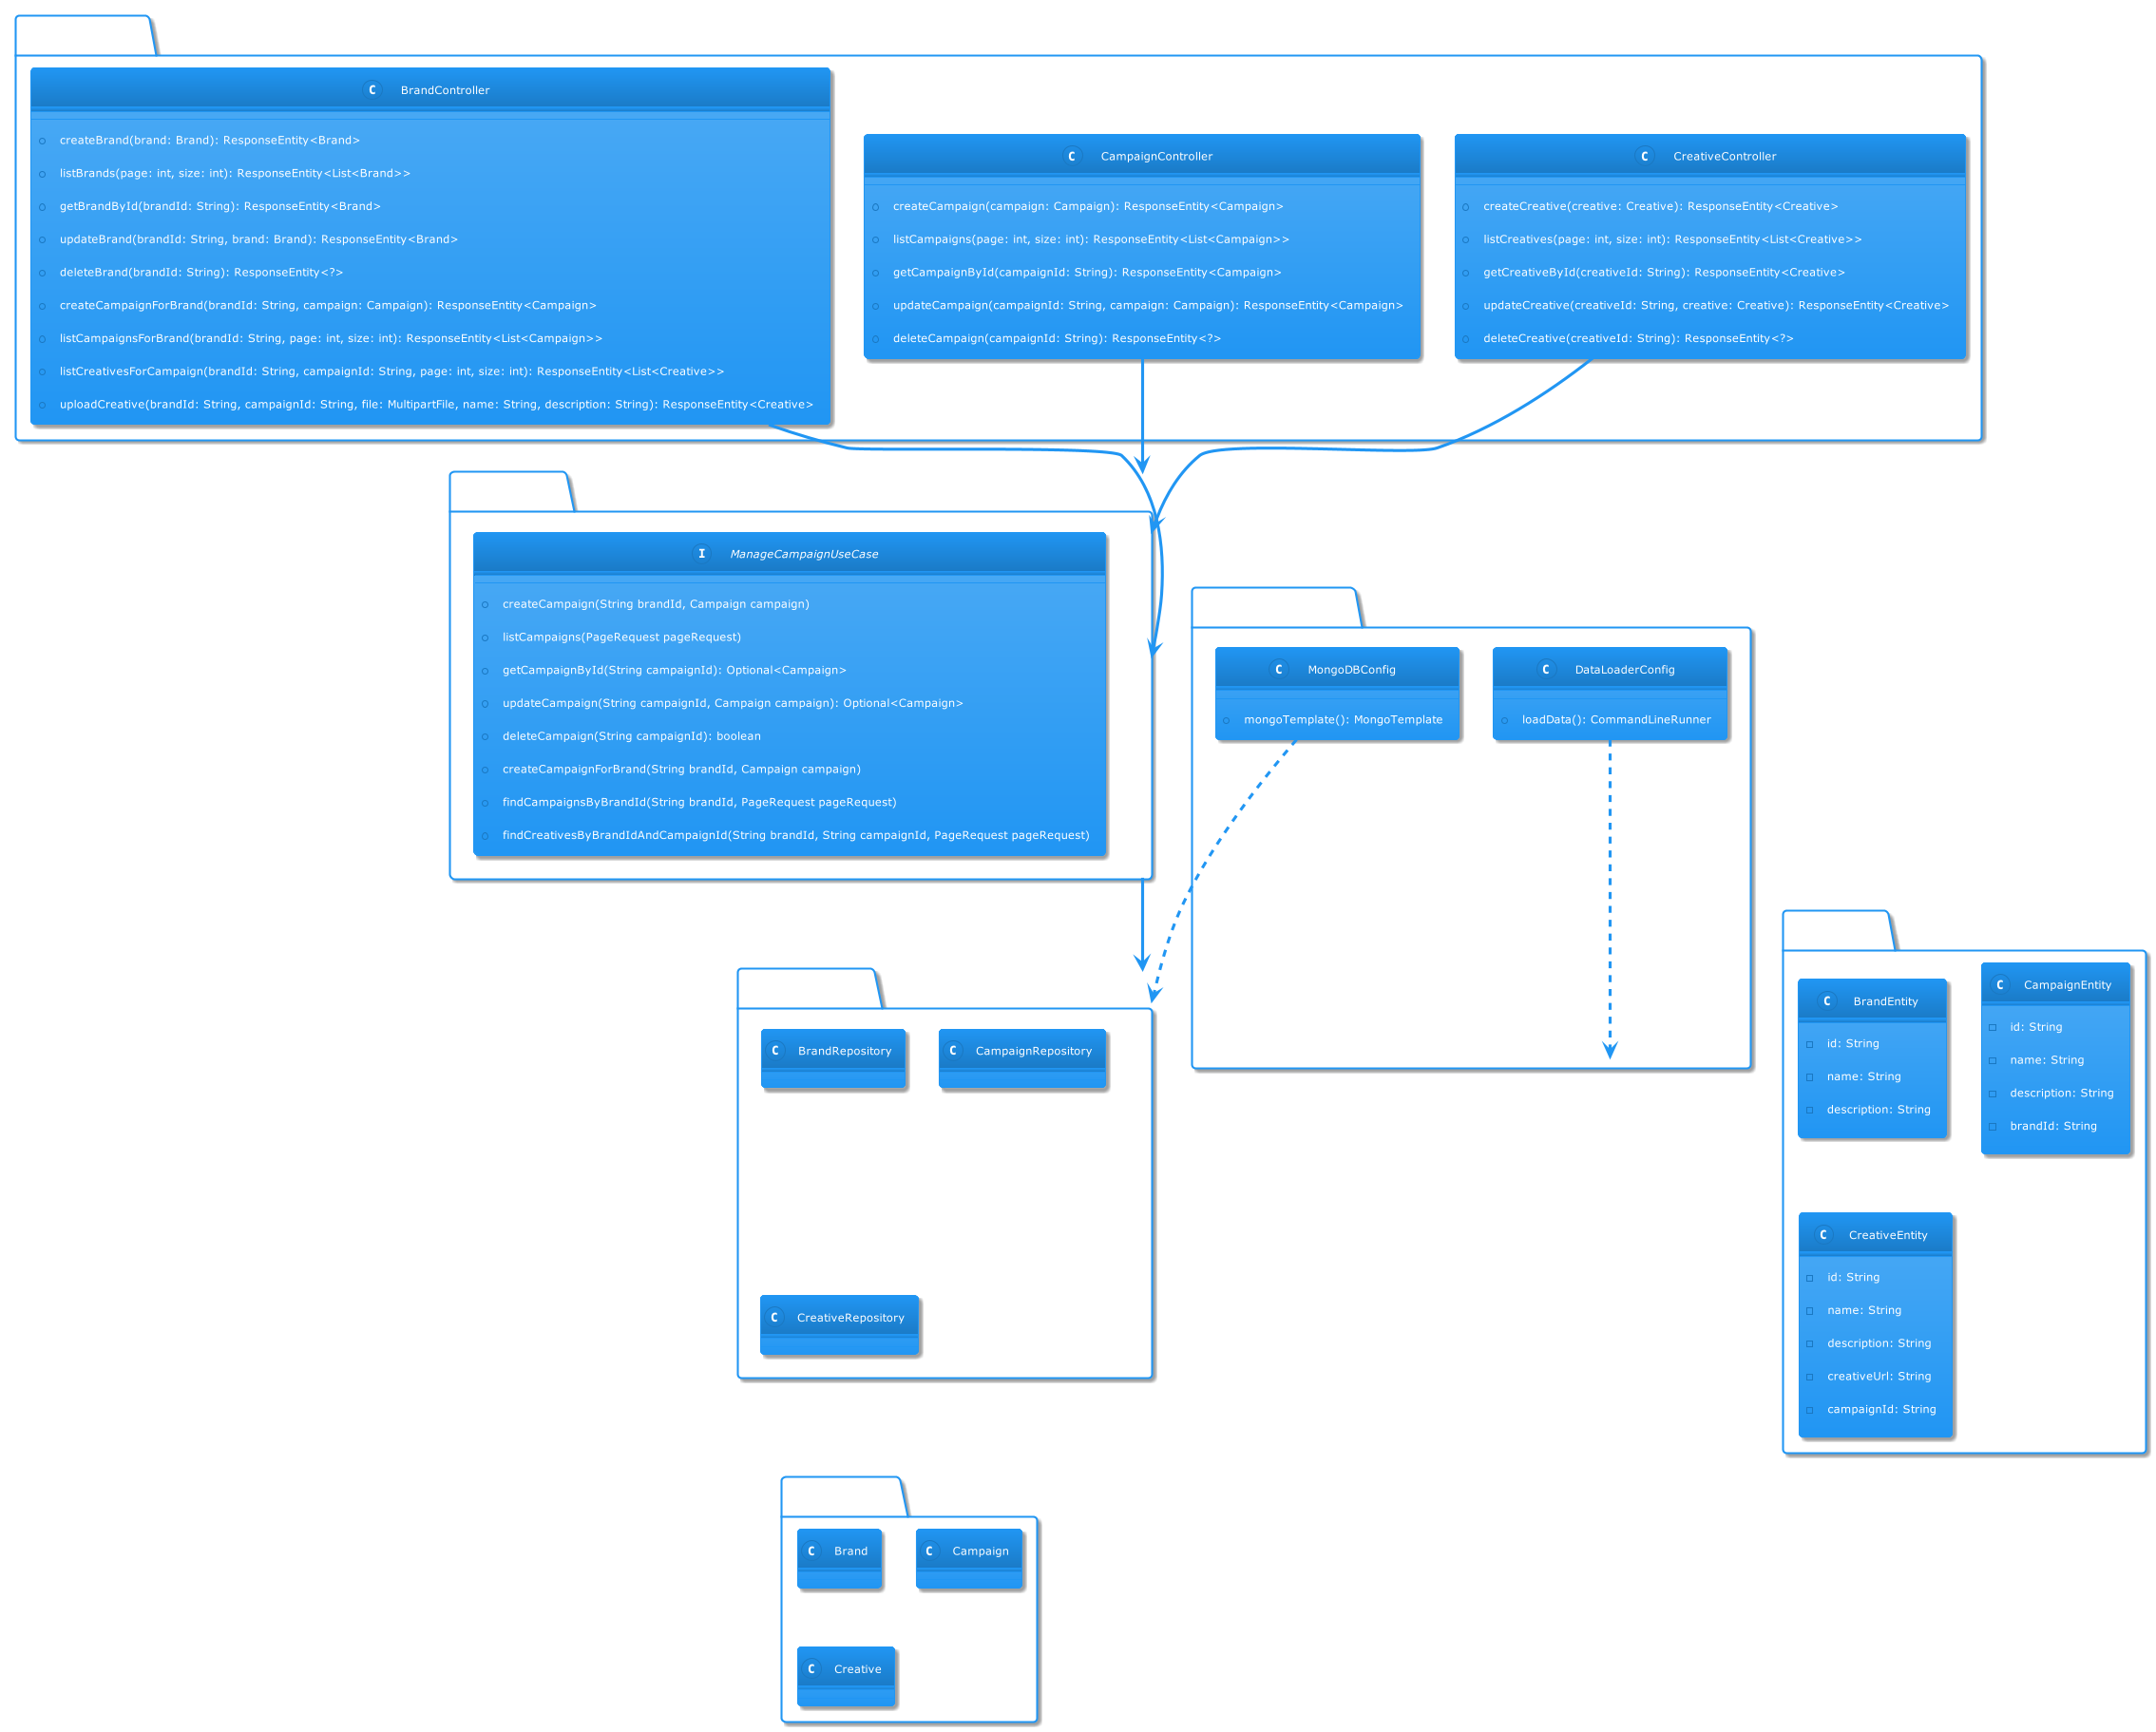 C BrandController
createBrand(brand: Brand): ResponseEntity<Brand>
listBrands(page: int, size: int): ResponseEntity<List<Brand>>
getBrandById(brandId: String): ResponseEntity<Brand>
updateBrand(brandId: String, brand: Brand): ResponseEntity<Brand>
deleteBrand(brandId: String): ResponseEntity<?>
createCampaignForBrand(brandId: String, campaign: Campaign): ResponseEntity<Campaign>
listCampaignsForBrand(brandId: String, page: int, size: int): ResponseEntity<List<Campaign>>
listCreativesForCampaign(brandId: String, campaignId: String, page: int, size: int): ResponseEntity<List<Creative>>
uploadCreative(brandId: String, campaignId: String, file: MultipartFile, name: String, description: String): ResponseEntity<Creative>
C CampaignController
createCampaign(campaign: Campaign): ResponseEntity<Campaign>
listCampaigns(page: int, size: int): ResponseEntity<List<Campaign>>
getCampaignById(campaignId: String): ResponseEntity<Campaign>
updateCampaign(campaignId: String, campaign: Campaign): ResponseEntity<Campaign>
deleteCampaign(campaignId: String): ResponseEntity<?>
C CreativeController
createCreative(creative: Creative): ResponseEntity<Creative>
listCreatives(page: int, size: int): ResponseEntity<List<Creative>>
getCreativeById(creativeId: String): ResponseEntity<Creative>
updateCreative(creativeId: String, creative: Creative): ResponseEntity<Creative>
deleteCreative(creativeId: String): ResponseEntity<?>
I ManageCampaignUseCase
createCampaign(String brandId, Campaign campaign)
listCampaigns(PageRequest pageRequest)
getCampaignById(String campaignId): Optional<Campaign>
updateCampaign(String campaignId, Campaign campaign): Optional<Campaign>
deleteCampaign(String campaignId): boolean
createCampaignForBrand(String brandId, Campaign campaign)
findCampaignsByBrandId(String brandId, PageRequest pageRequest)
findCreativesByBrandIdAndCampaignId(String brandId, String campaignId, PageRequest pageRequest)
C MongoDBConfig
mongoTemplate(): MongoTemplate
C DataLoaderConfig
loadData(): CommandLineRunner
C BrandRepository
C CampaignRepository
C CreativeRepository
C BrandEntity
id: String
name: String
description: String
C CampaignEntity
id: String
name: String
description: String
brandId: String
C CreativeEntity
id: String
name: String
description: String
creativeUrl: String
campaignId: String
C Brand
C Campaign
C Creative